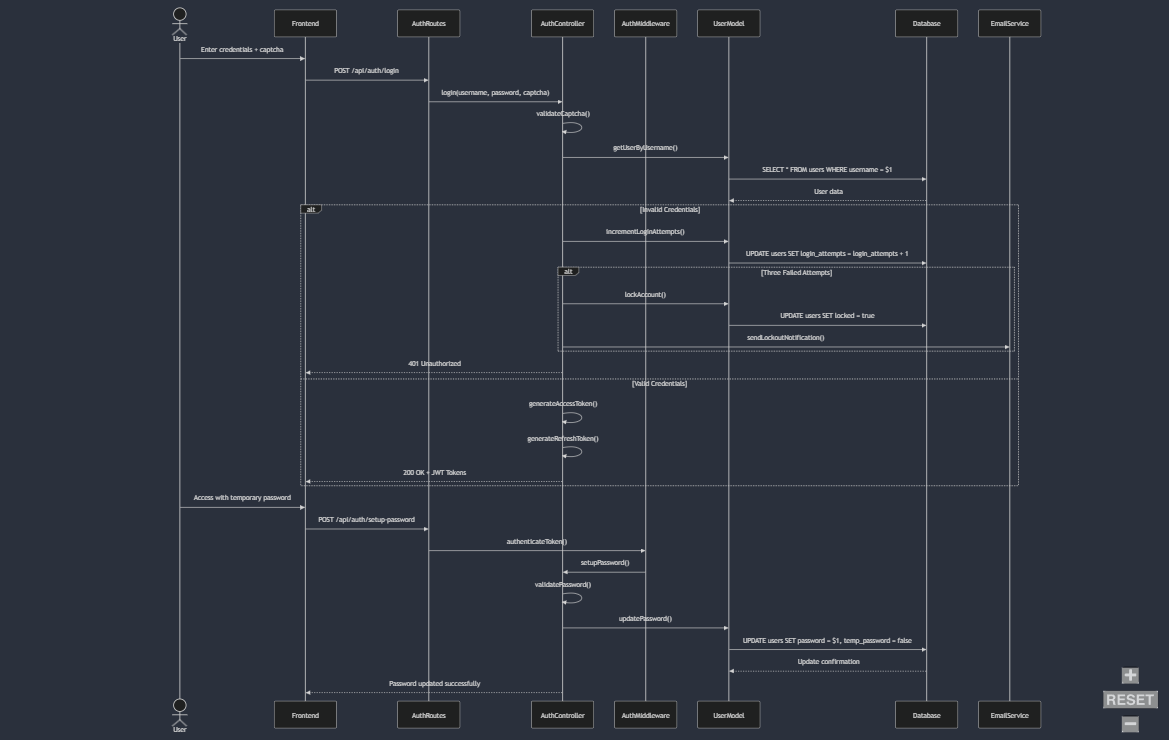 User
Frontend
AuthRoutes
AuthController
AuthMiddleware
UserModel
Database
EmailService
Enter credentials + captcha
POST /api/auth/login
login(username, password, captcha)
validateCaptcha()
getUserByUsername()
SELECT * FROM users WHERE username = $1
User data
alt
[Invalid Credentials]
incrementLoginAttempts()
UPDATE users SET login_attempts = login_attempts + 1
alt
[Three Failed Attempts]
lockAccount()
UPDATE users SET locked = true
sendLockoutNotification()
401 Unauthorized
[Valid Credentials]
generateAccessToken()
generateRefreshToken()
200 OK + JWT Tokens
Access with temporary password
POST /api/auth/setup-password
authenticateToken()
setupPassword()
validatePassword()
updatePassword()
UPDATE users SET password = $1, temp_password = false
Update confirmation
Password updated successfully
User
Frontend
AuthRoutes
AuthController
AuthMiddleware
UserModel
Database
EmailService
+
RESET
−